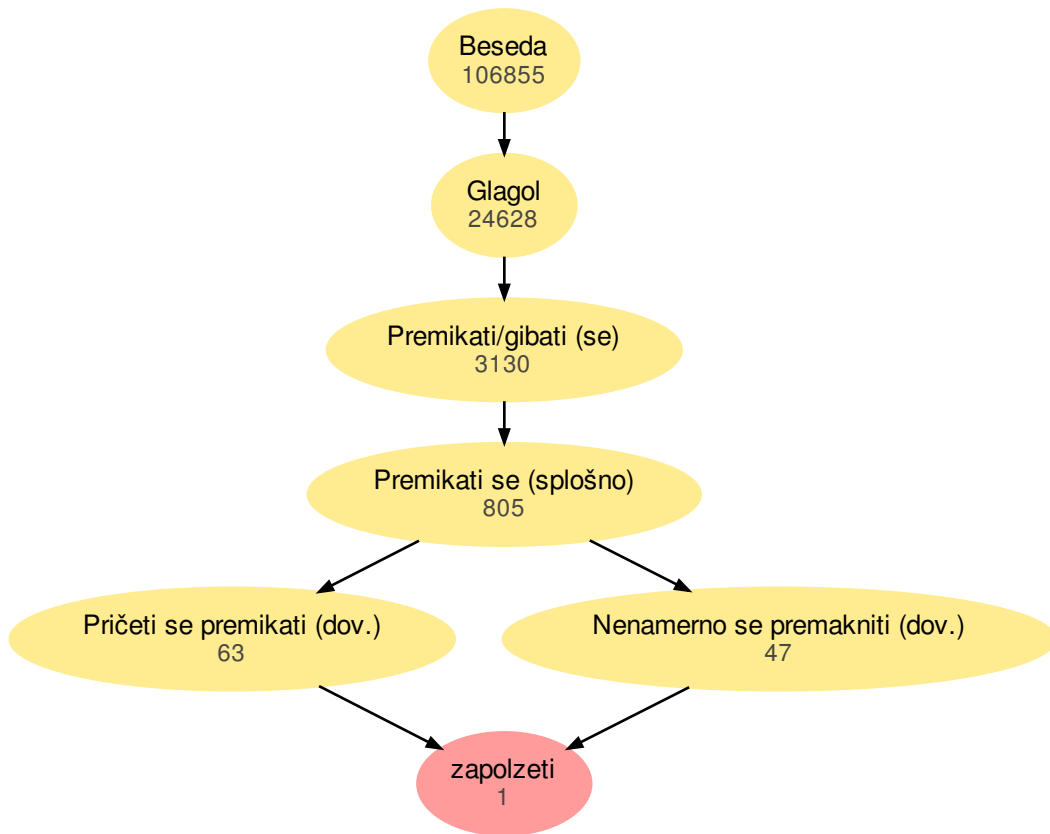 Beseda
106855
Glagol
24628
Premikati/gibati (se)
3130
Premikati se (splošno)
805
Pričeti se premikati (dov.)
63
Nenamerno se premakniti (dov.)
47
zapolzeti
1